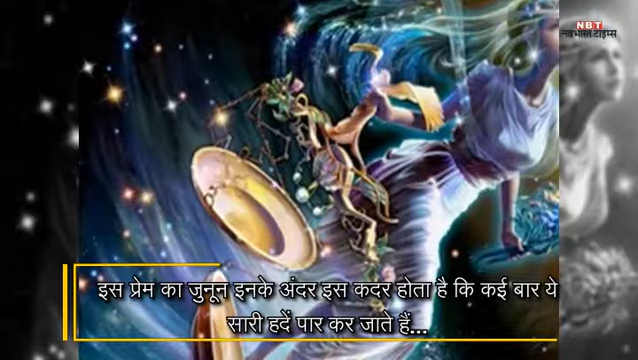 NBT
नवभारत टाइम्स
इस प्रेम का जुनून इनके अंदर इस कदर होता है कि कई बार ये
सारी हदें पार कर जाते हैं...